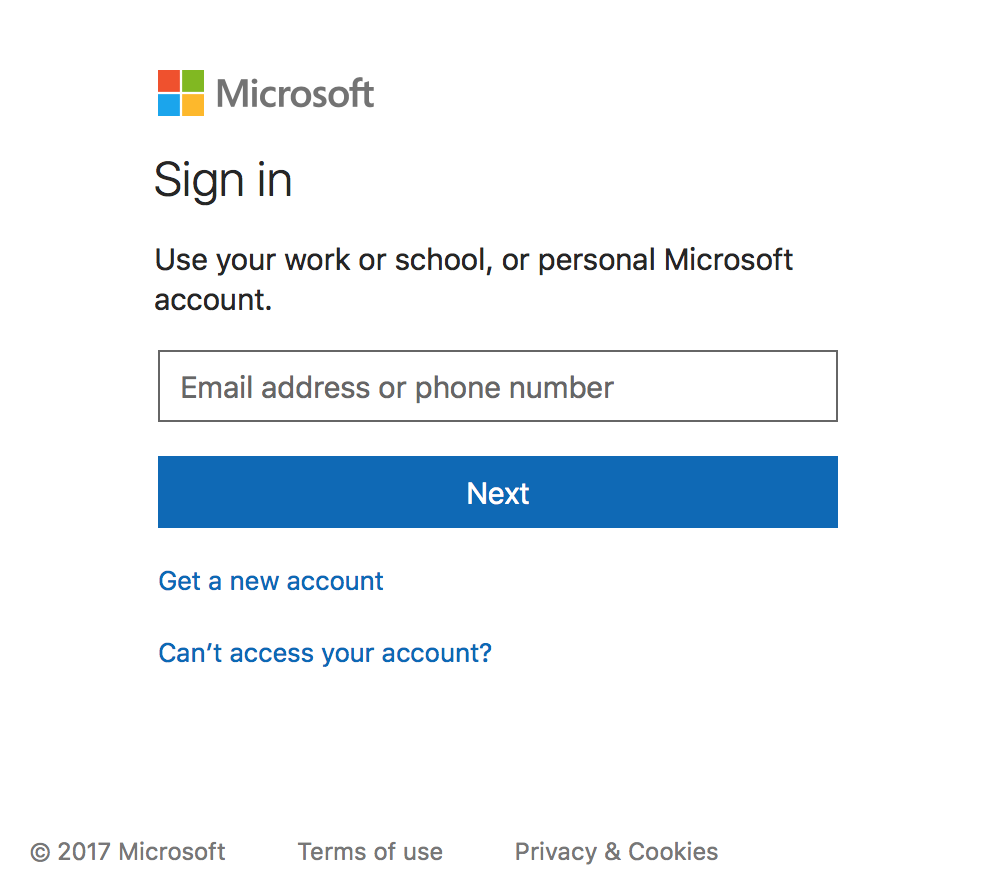 Microsoft
Sign in
Use your work or school, or personal Microsoft
account.
Email address or phone number
Next
Get a new account
Can’t access your account?
© 2017 Microsoft Terms of use Privacy & Cookies